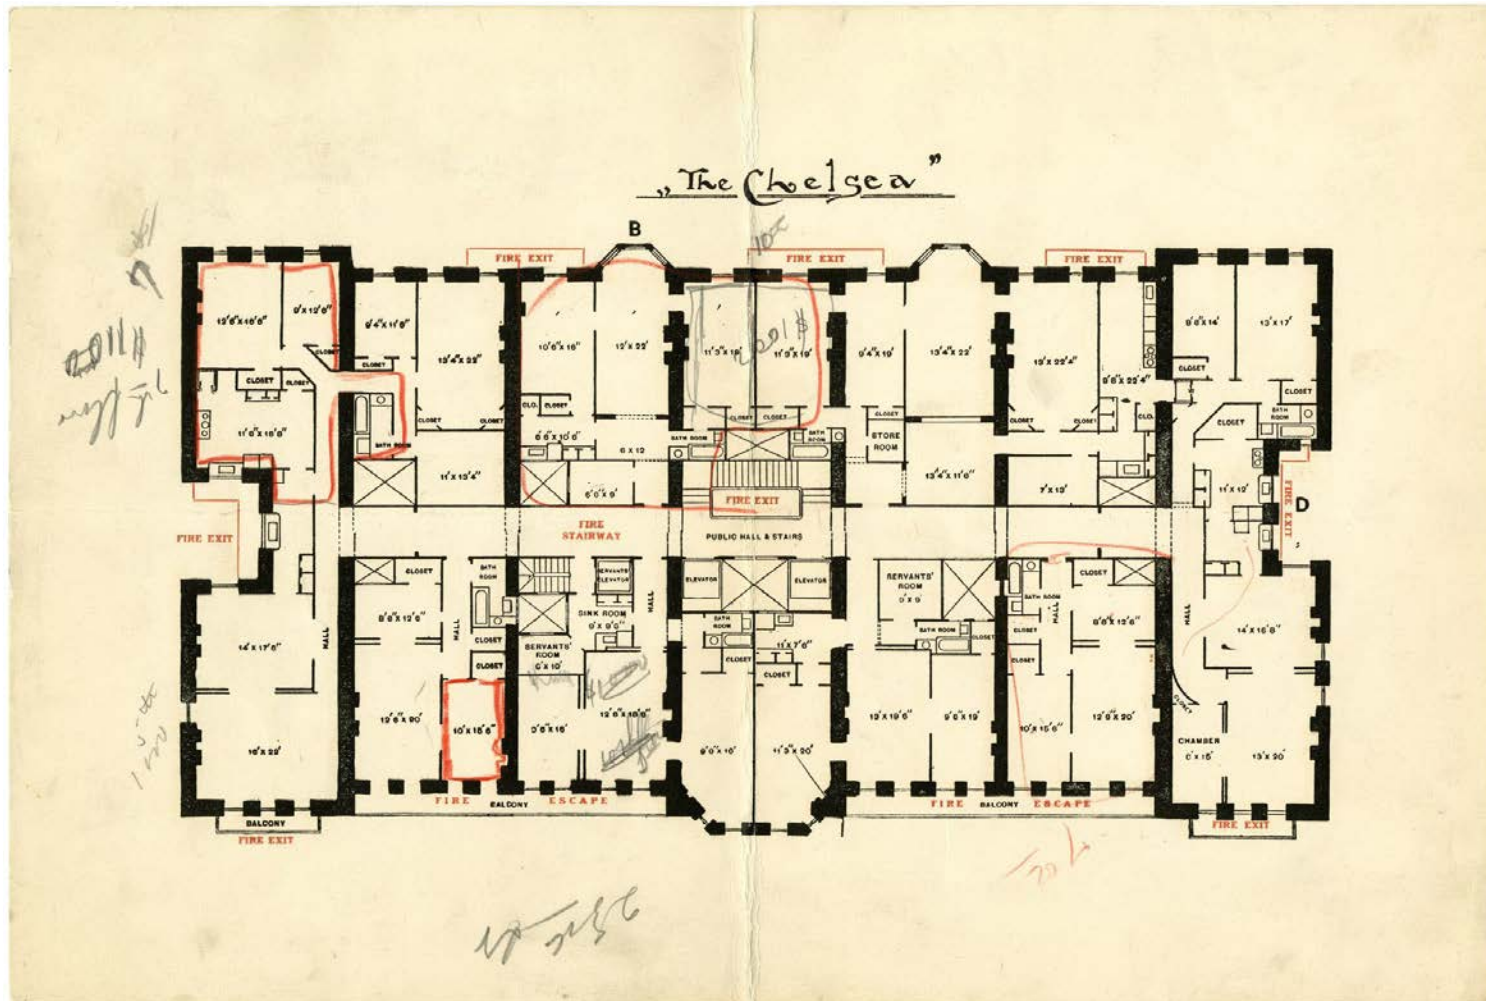 „The Chelsea”
B
FIRE EXIT
FIRE EXIT
FIRE EXIT
12'6"X16'6"
9'X12'6"
CLOSET
CLOSET
CLOSET
11'6"X15'6"
9'4"X11'6"
13'4"X22'
CLOSET
CLOSET
CLOSET
BATH ROOM
11'X13'4"
10'6"X16'
12'X22'
CLO.
CLOSET
6'6"X10'6"
6 X 12
6'6"X9'
11'3"X19'
11'3"X19'
CLOSET
CLOSET
BATH ROOM
BATH
ROOM
9'4"X19'
13'4"X22'
CLOSET
STORE
ROOM
13'4"X11'6"
13'X22'4"
9'6"X22'4"
CLOSET
CLOSET
CLO.
7'X13'
8'6"X14'
13'X17'
CLOSET
CLOSET
CLOSET
BATH
ROOM
11'X12'
FIRE EXIT
D
FIRE EXIT
FIRE EXIT
FIRE
STAIRWAY
PUBLIC HALL & STAIRS
HALL
14'X17'6"
16'X22'
CLOSET
BATH
ROOM
8'6"X12'6"
HALL
CLOSET
CLOSET
12'6"X20'
10'X15'6"
SERVANTS'
ELEVATOR
HALL
SINK ROOM
9'X9'6"
SERVANTS'
ROOM
6'X10'
9'6"X16'
12'6"X15'6"
ELEVATOR
ELEVATOR
BATH
ROOM
CLOSET
11'X7'6"
CLOSET
9'6"X16'
11'3"X20'
SERVANTS'
ROOM
9'X9'
BATH ROOM
CLOSET
13'X19'6"
9'6"X19'
BATH ROOM
HALL
CLOSET
CLOSET
CLOSET
8'6"X12'6"
10'X15'6"
12'6"X20'
HALL
14'X16'8"
CLOSET
CHAMBER
13'X20'
BALCONY
FIRE EXIT
FIRE
BALCONY
ESCAPE
FIRE
BALCONY
ESCAPE
FIRE EXIT